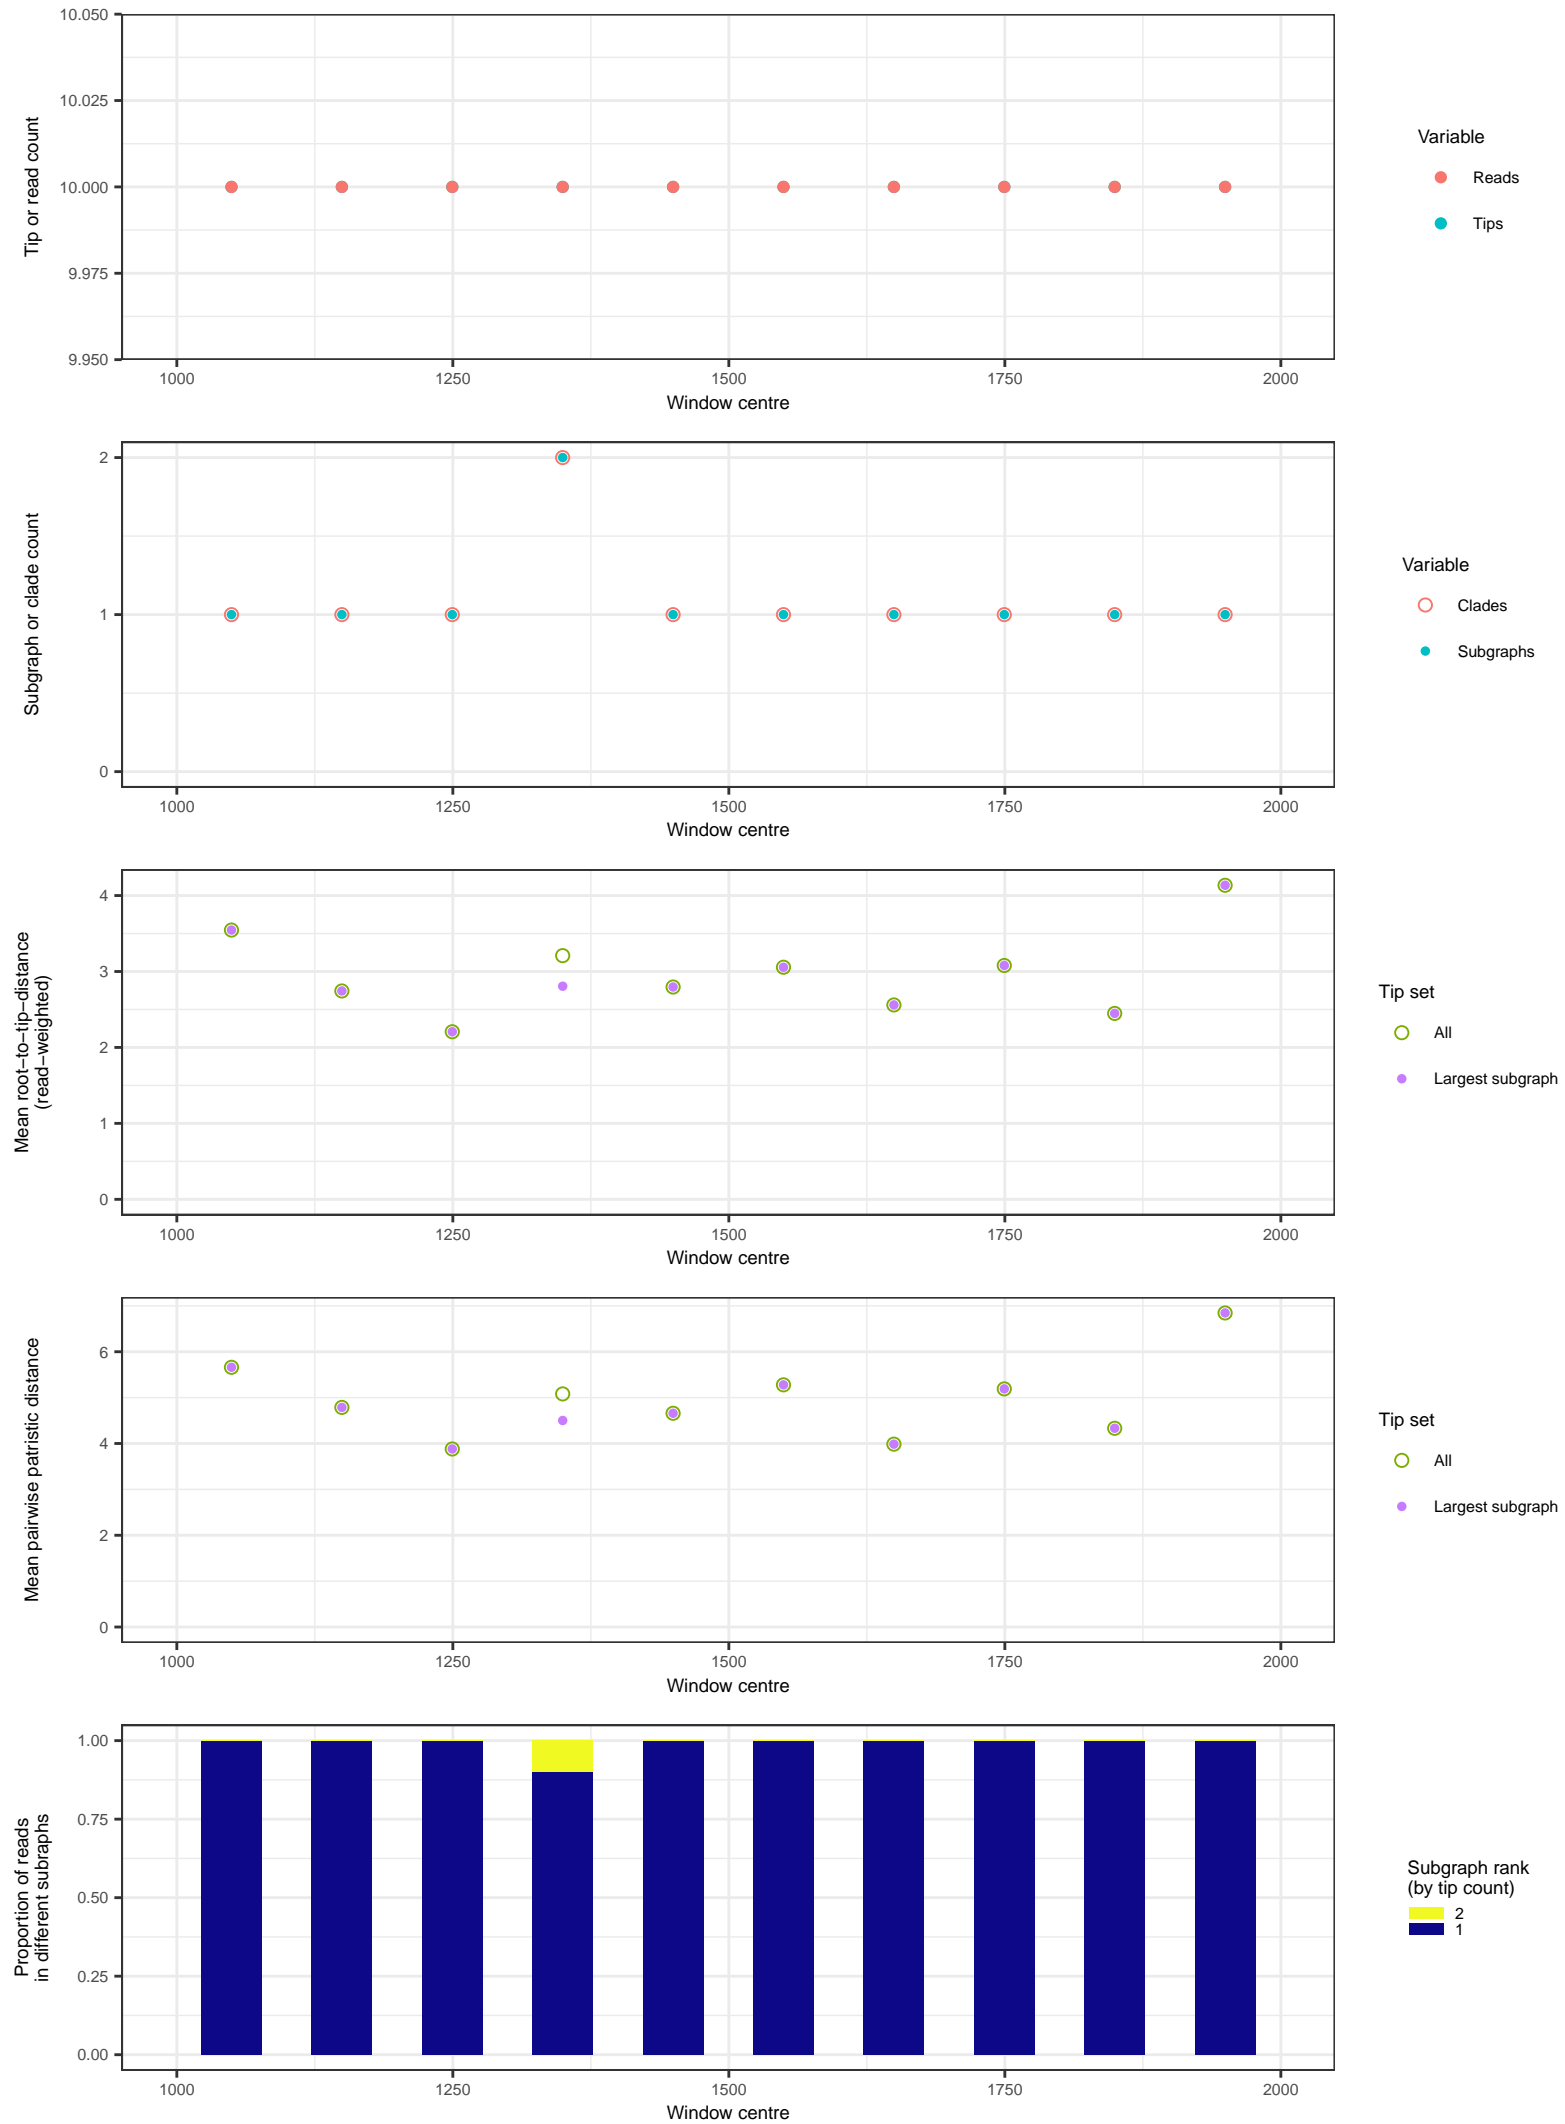 10.050
10.025
10.000
9.975
9.950
Tip or read count
1000 1250 1500 1750 2000
Window centre
Variable
Reads
Tips
2
1
0
Subgraph or clade count
1000 1250 1500 1750 2000
Window centre
Variable
Clades
Subgraphs
4
3
2
1
0
Mean root−to−tip−distance
(read−weighted)
1000 1250 1500 1750 2000
Window centre
Tip set
All
Largest subgraph
6
4
2
0
Mean pairwise patristic distance
1000 1250 1500 1750 2000
Window centre
Tip set
All
Largest subgraph
1.00
0.75
0.50
0.25
0.00
Proportion of reads
in different subraphs
1000 1250 1500 1750 2000
Window centre
Subgraph rank
(by tip count)
2
1